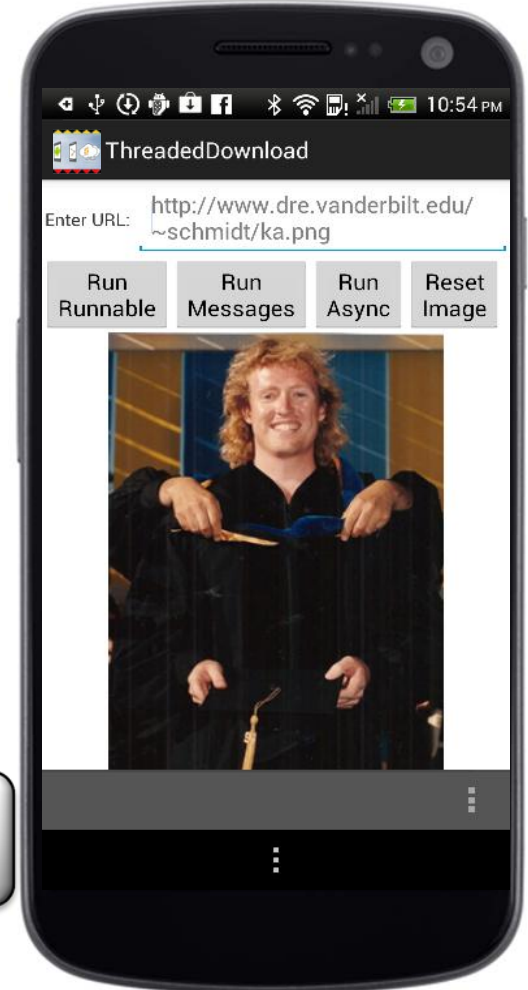 10:54 PM
ThreadedDownload
Enter URL:
http://www.dre.vanderbilt.edu/
~schmidt/ka.png
Run Runnable
Run Messages
Run Async
Reset Image